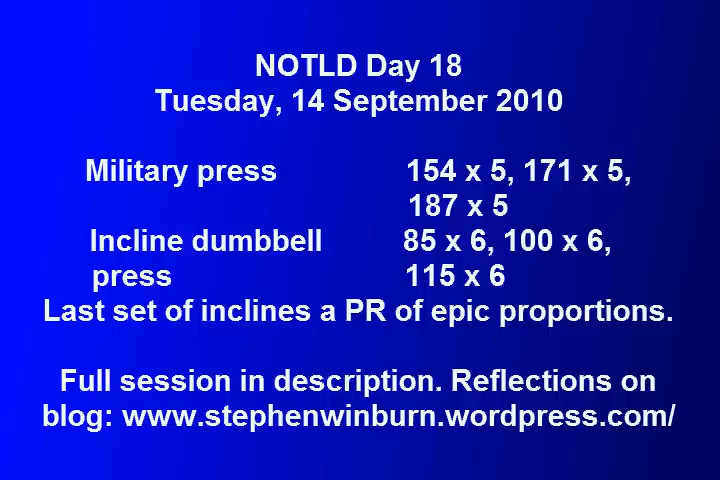 NOTLD Day 18
Tuesday, 14 September 2010
Military press 154 x 5, 171 x 5,
187 x 5
Incline dumbbell 85 x 6, 100 x 6,
press 115 x 6
Last set of inclines a PR of epic proportions.
Full session in description. Reflections on
blog: www.stephenwinburn.wordpress.com/